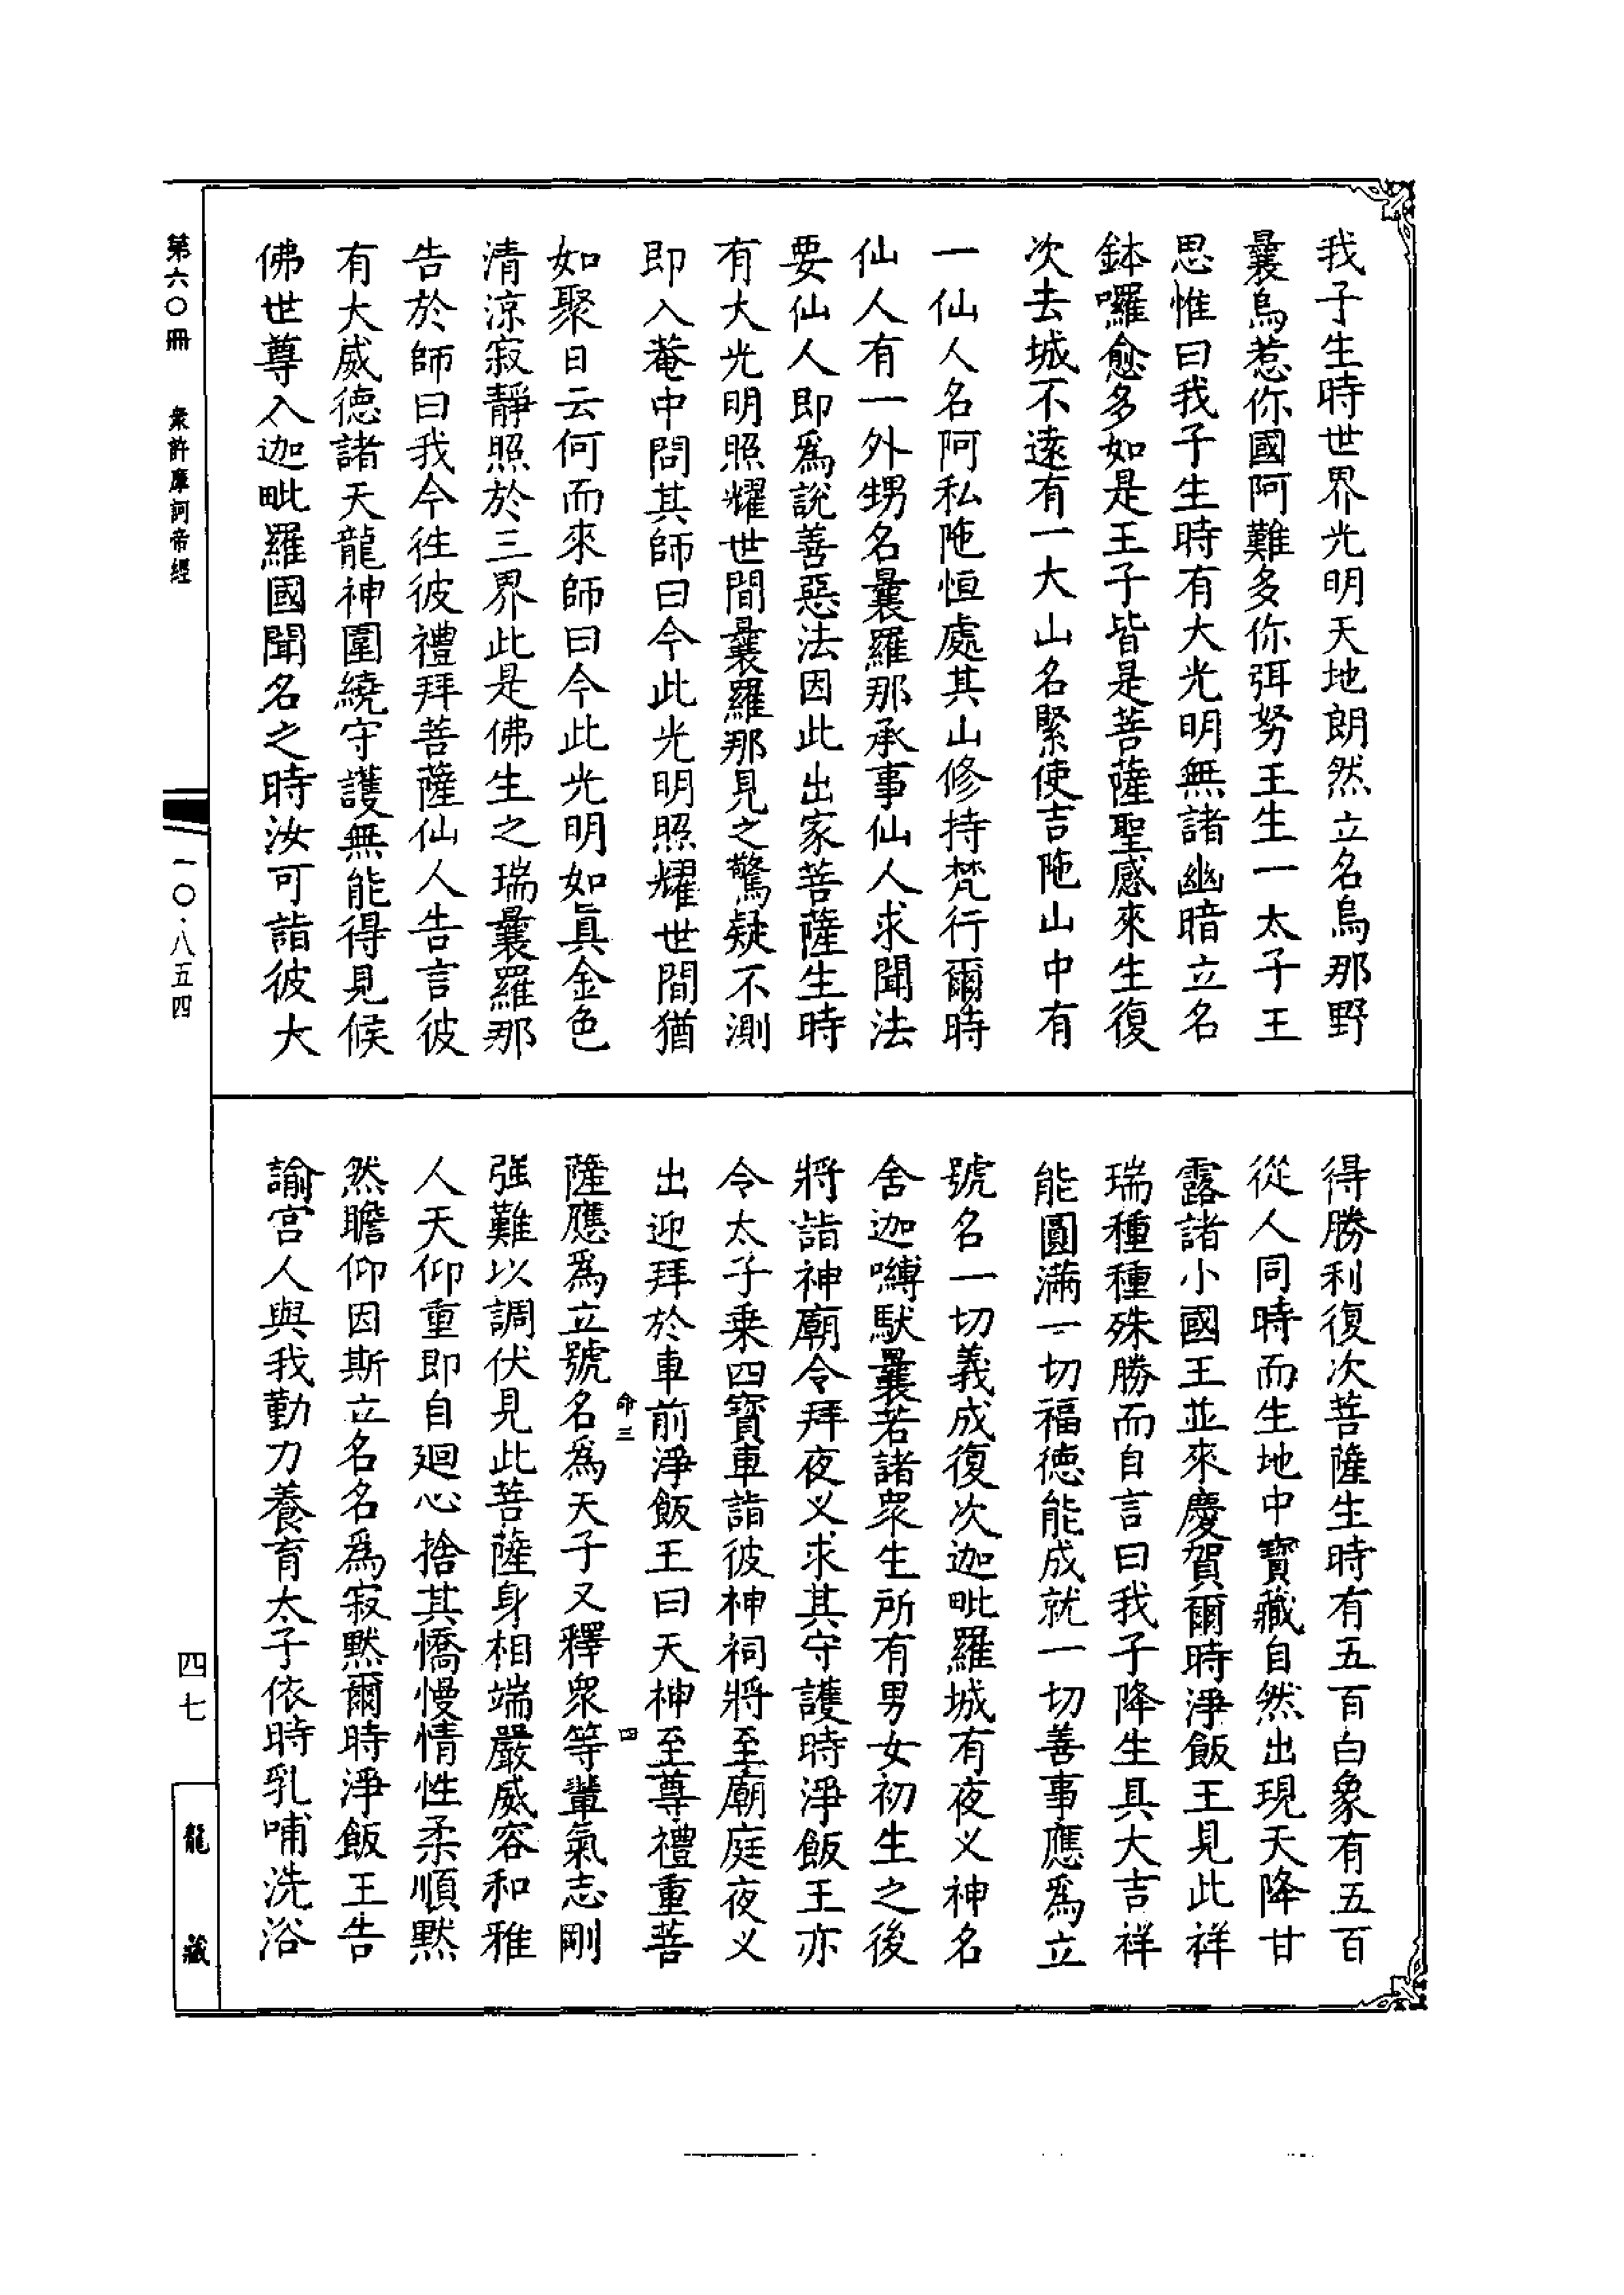 我子生時世界光明天地朗然立名烏那野
曩烏惹你國阿難多你弭努王生一太子王
思惟曰我子生時有大光明無諸幽暗立名
鉢囉愈多如是王子皆是菩薩聖感來生復
次去城不遠有一大山名緊使吉陁山中有
一仙人名阿私陁恒處其山修持梵行爾時
仙人有一外甥名曩羅那承事仙人求聞法
要仙人即爲說善惡法因此出家菩薩生時
有大光明照耀世間曩羅那見之驚疑不測
即入菴中問其師曰今此光明照耀世間猶
如聚日云何而來師曰今此光明如眞金色
清涼寂靜照於三界此是佛生之瑞曩羅那
告於師曰我今往彼禮拜菩薩仙人告言彼
有大威德諸天龍神圍繞守護無能得見候
佛世尊入迦毗羅國聞名之時汝可詣彼大
得勝利復次菩薩生時有五百白象有五百
從人同時而生地中寶藏自然出現天降甘
露諸小國王並來慶賀爾時淨飯王見此祥
瑞種種殊勝而自言曰我子降生具大吉祥
能圓滿一切福德能成就一切善事應爲立
號名一切義成復次迦毗羅城有夜义神名
舍迦嚩馱曩若諸衆生所有男女初生之後
將詣神廟令拜夜义求其守護時淨飯王亦
令太子乗四寶車詣彼神祠將至廟庭夜义
出迎拜於車前淨飯王曰天神至尊禮重菩
命三
四
薩應爲立號名爲天子又釋衆等輩氣志剛
强難以調伏見此菩薩身相端嚴威容和雅
人天仰重即自迴心捨其憍慢情性柔順黙
然瞻仰因斯立名名爲寂黙爾時淨飯王告
諭宮人與我勤力養育太子依時乳哺洗浴
第六〇冊 衆許摩訶帝經
一〇·八五四
四七
龍藏